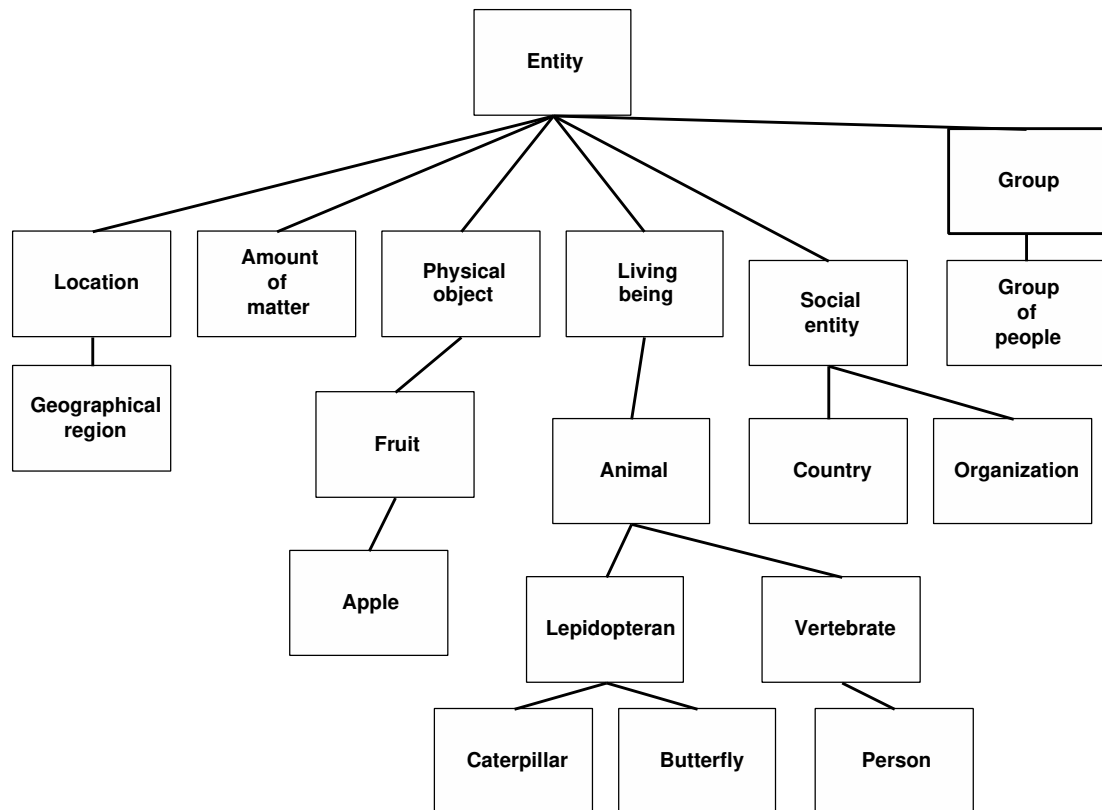 Entity
Group
Location
Amount
of
matter
Physical
object
Living
being
Social
entity
Group
of
people
Geographical
region
Fruit
Animal
Country
Organization
Apple
Lepidopteran
Vertebrate
Caterpillar
Butterfly
Person